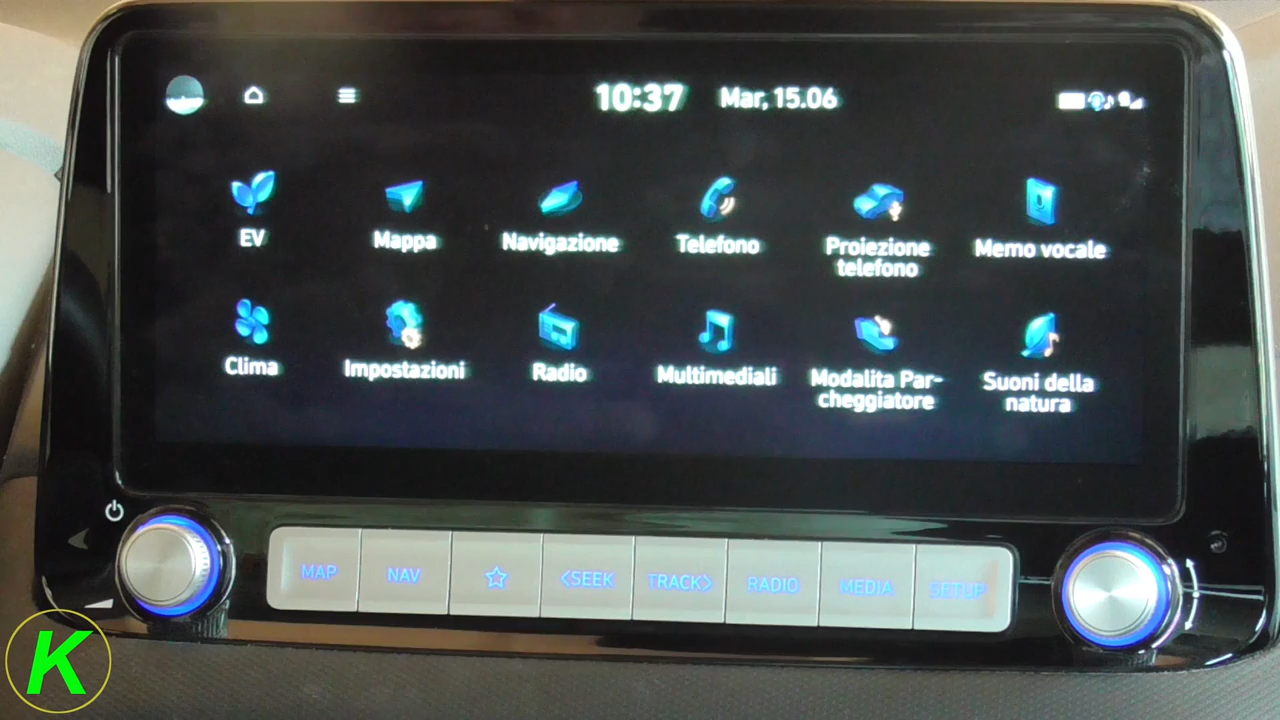 10:37 Mar, 15.06
EV
Mappa
Navigazione
Telefono
Proiezione
telefono
Memo vocale
Clima
Impostazioni
Radio
Multimediali
Modalita Par-
cheggiatore
Suoni della
natura
MAP
NAV
<SEEK
TRACK>
RADIO
MEDIA
SETUP
K